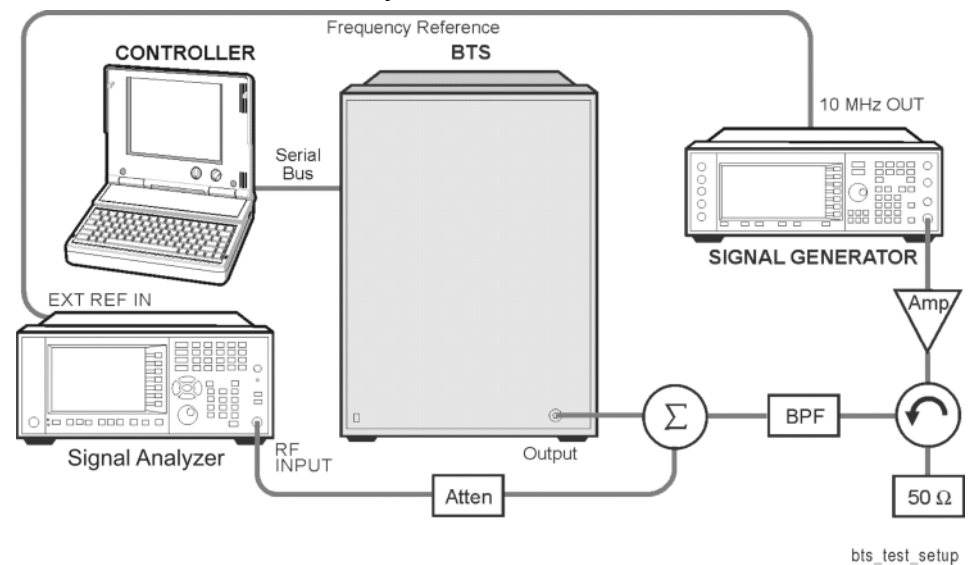 Frequency Reference
CONTROLLER
BTS
10 MHz OUT
Serial
Bus
SIGNAL GENERATOR
EXT REF IN
Amp
Σ
BPF
Signal Analyzer
RF
INPUT
Output
Atten
50 Ω
bts_test_setup